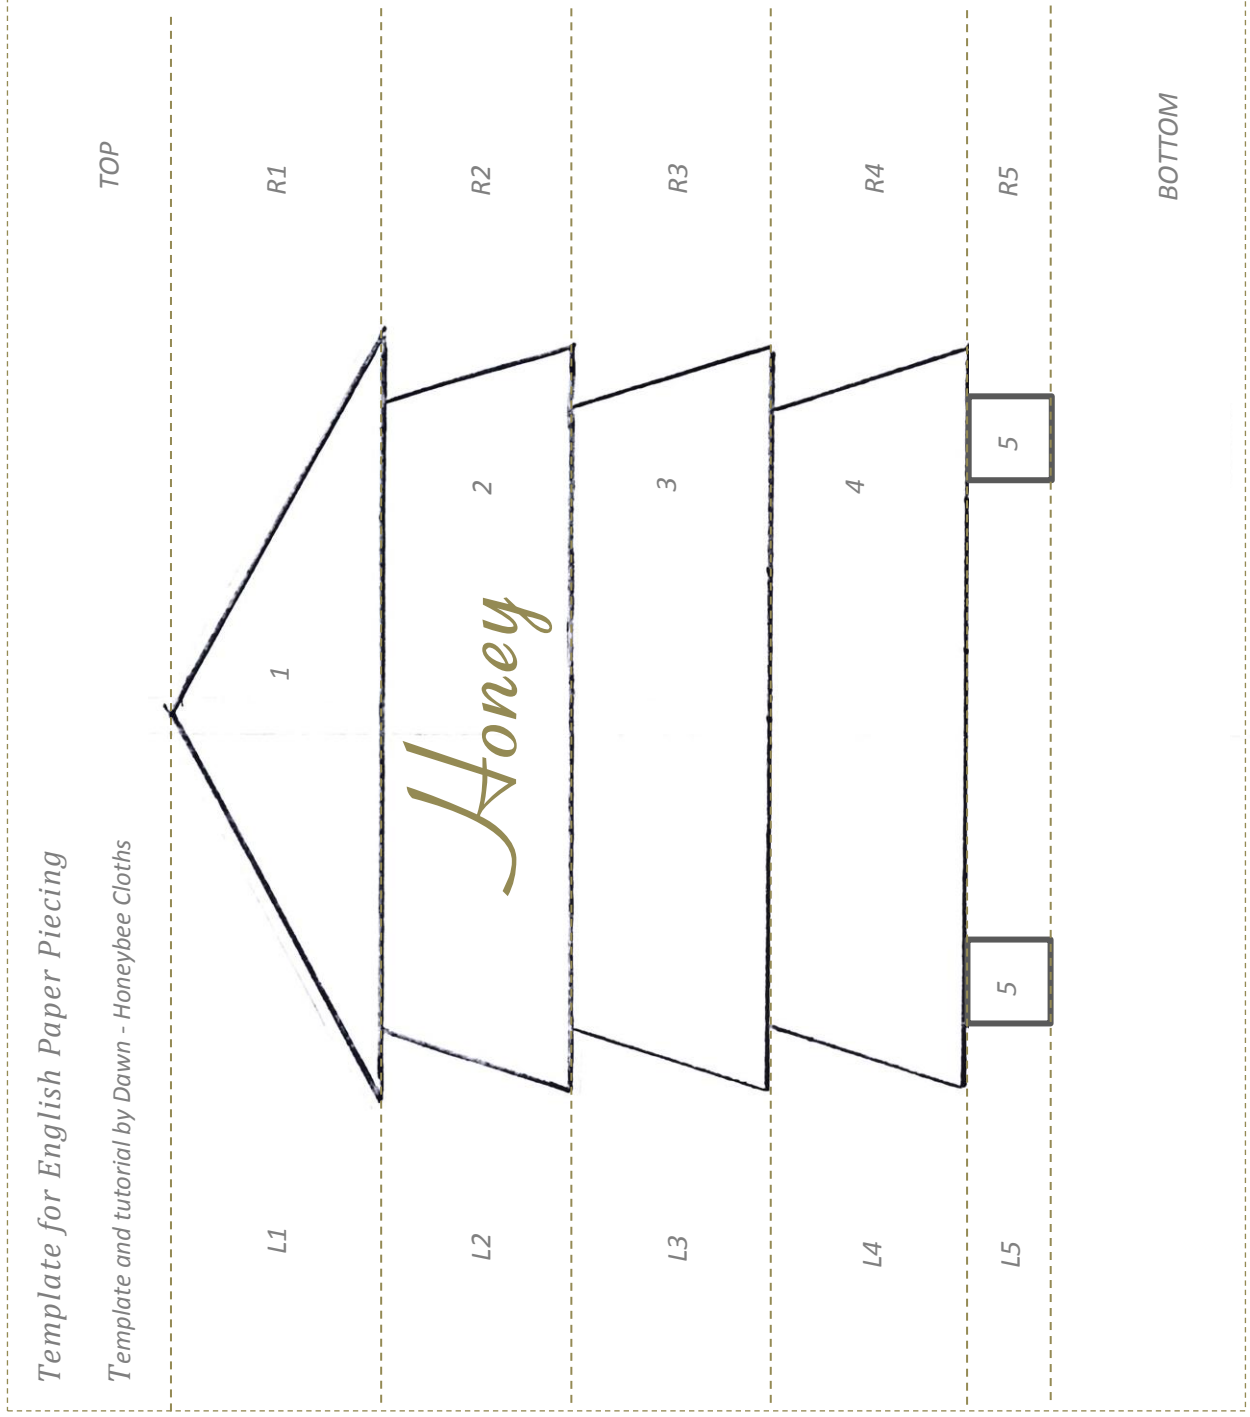 Template for English Paper Piecing
Template and tutorial by Dawn - Honeybee Cloths
TOP
L1
1
R1
L2
Honey
2
R2
L3
3
R3
L4
4
R4
L5
5
5
R5
BOTTOM